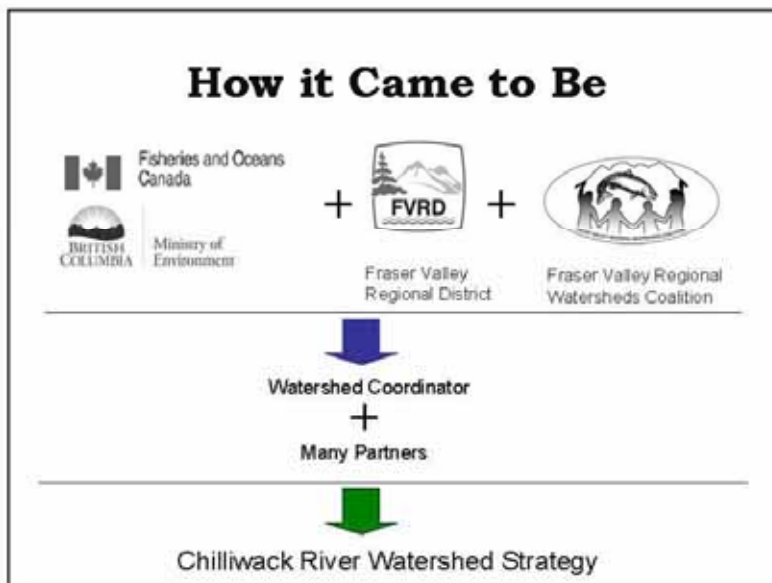 How it Came to Be
Fisheries and Oceans
Canada
BRITISH
COLUMBIA
Ministry of
Environment
+
FVRD
Fraser Valley
Regional District
+
Fraser Valley Regional
Watersheds Coalition
Watershed Coordinator
+
Many Partners
Chilliwack River Watershed Strategy